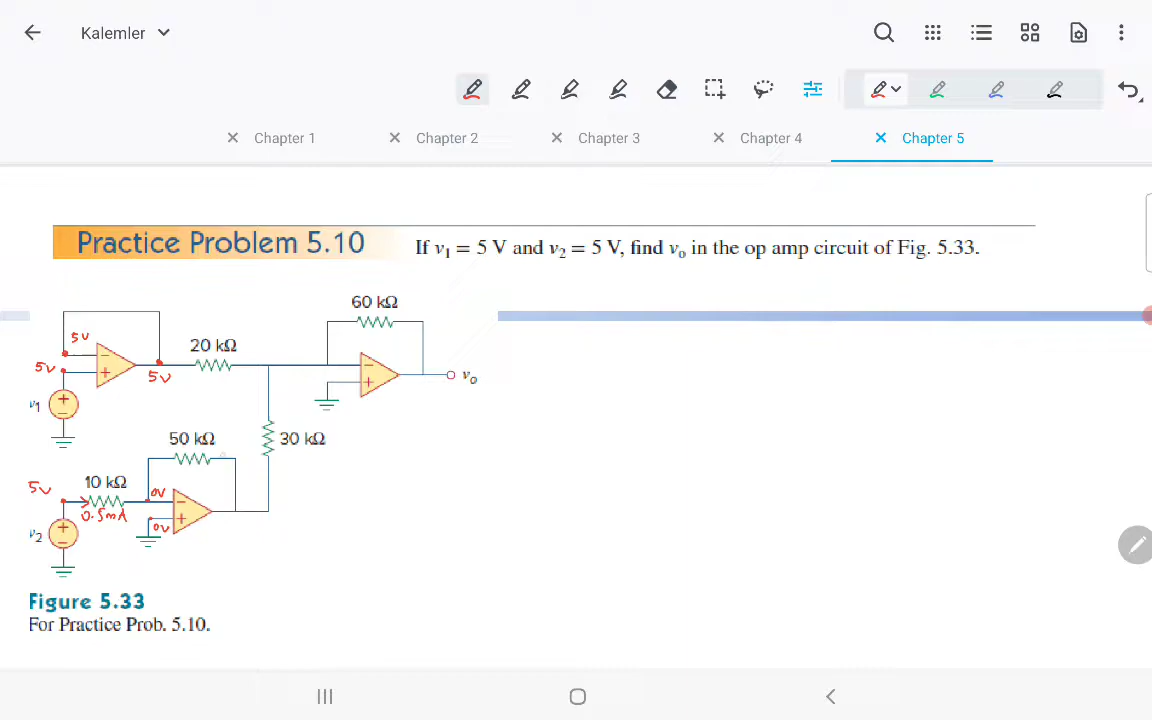 Kalemler
Chapter 1
Chapter 2
Chapter 3
Chapter 4
Chapter 5
Practice Problem 5.10
If v₁ = 5 V and v₂ = 5 V, find vₒ in the op amp circuit of Fig. 5.33.
60 kΩ
5v
20 kΩ
5v
5v
−
+
−
+
vₒ
v₁
+
−
50 kΩ
30 kΩ
10 kΩ
5v
0v
0.5mA
0v
−
+
v₂
+
−
Figure 5.33
For Practice Prob. 5.10.